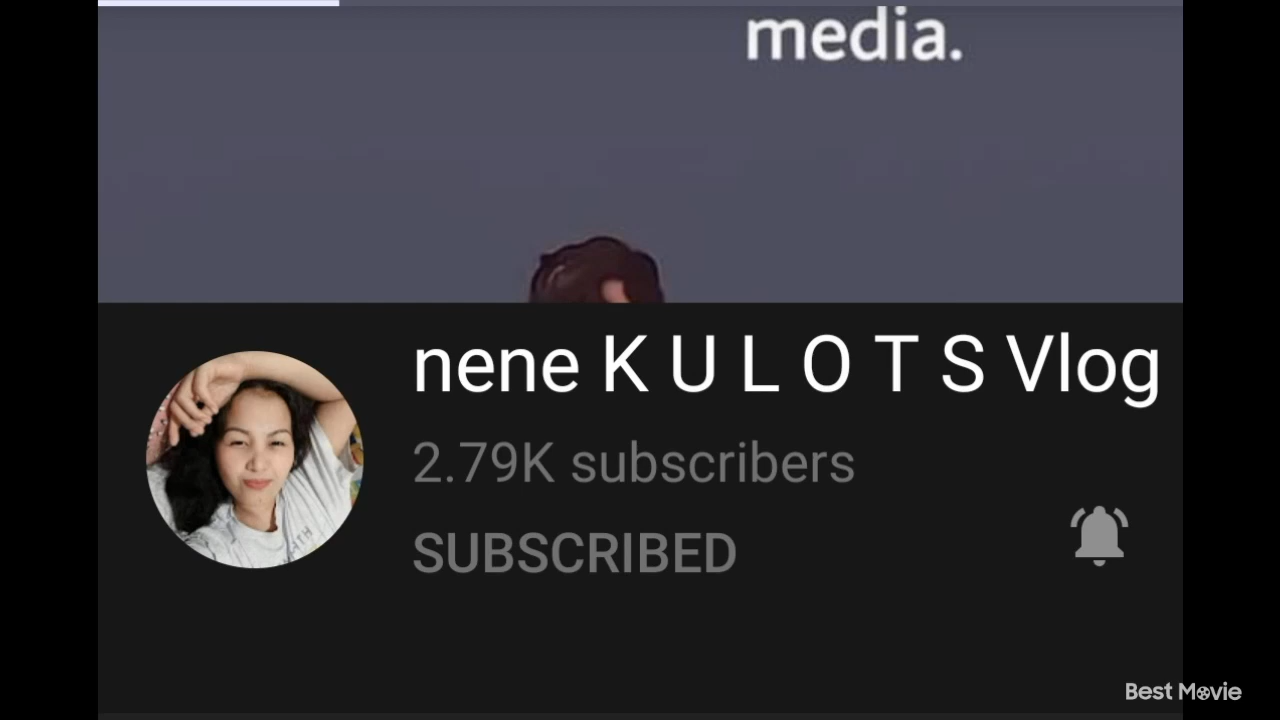 media.
nene K U L O T S Vlog
2.79K subscribers
SUBSCRIBED
Best Movie